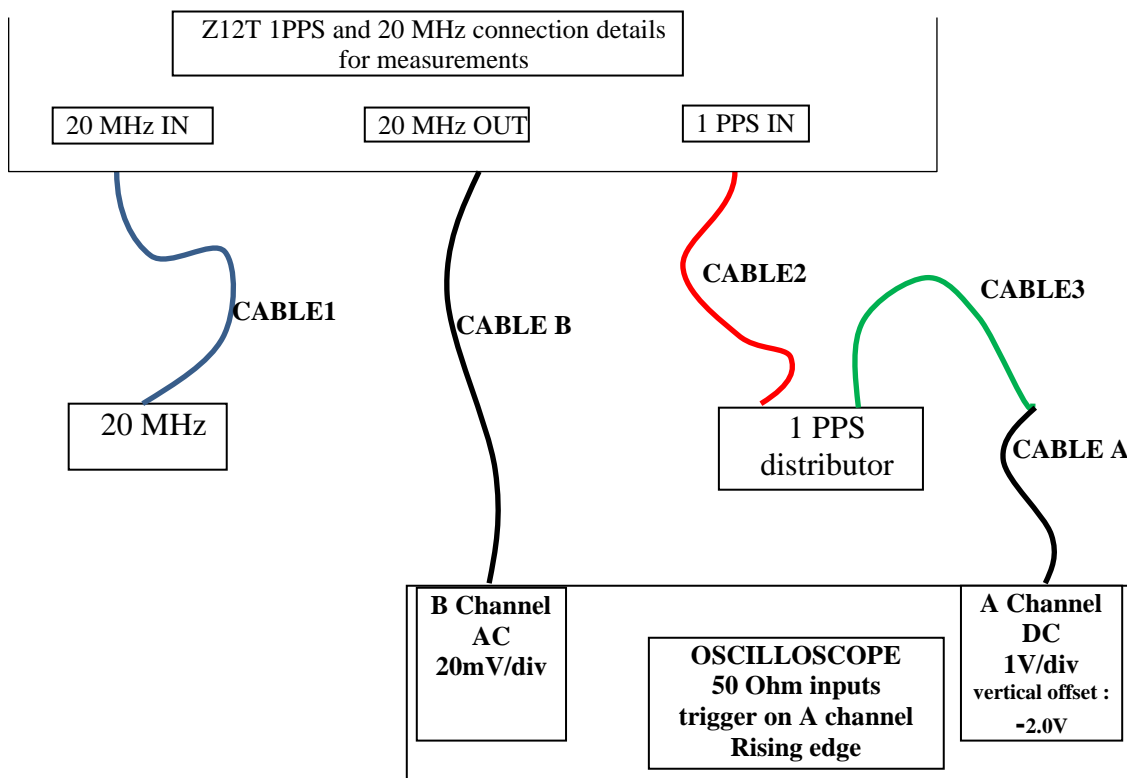 Z12T 1PPS and 20 MHz connection details
for measurements
20 MHz IN
20 MHz OUT
1 PPS IN
CABLE1
CABLE B
CABLE2
CABLE3
20 MHz
1 PPS
distributor
CABLE A
B Channel
AC
20mV/div
OSCILLOSCOPE
50 Ohm inputs
trigger on A channel
Rising edge
A Channel
DC
1V/div
vertical offset :
-2.0V